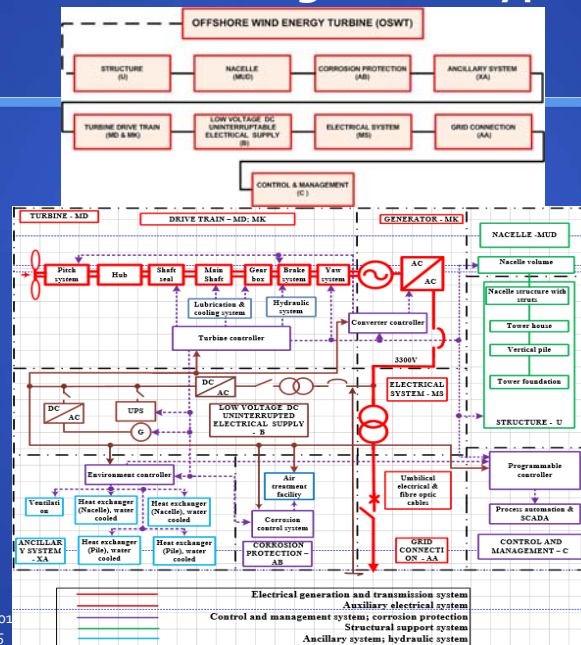 OFFSHORE WIND ENERGY TURBINE (OSWT)
STRUCTURE
(U)
NACELLE
(MUD)
CORROSION PROTECTION
(AB)
ANCILLARY SYSTEM
(XA)
TURBINE DRIVE TRAIN
(MD & MK)
LOW VOLTAGE DC
UNINTERRUPTABLE
ELECTRICAL SUPPLY
(B)
ELECTRICAL SYSTEM
(MS)
GRID CONNECTION
(AA)
CONTROL & MANAGEMENT
(C )
TURBINE - MD
DRIVE TRAIN – MD; MK
GENERATOR - MK
NACELLE -MUD
Pitch
system
Hub
Shaft
seal
Main
Shaft
Gear
box
Brake
system
Yaw
system
AC
AC
Nacelle volume
Nacelle structure with
struts
Tower house
Vertical pile
Tower foundation
STRUCTURE - U
Lubrication &
cooling system
Hydraulic
system
Turbine controller
Converter controller
3300V
DC
AC
ELECTRICAL
SYSTEM - MS
DC
AC
UPS
G
LOW VOLTAGE DC
UNINTERRUPTED
ELECTRICAL SUPPLY
- B
Environment controller
Air
treatment
facility
Umbilical
electrical &
fibre optic
cables
Programmable
controller
Ventilati
on
Heat exchanger
(Nacelle), water
cooled
Heat exchanger
(Nacelle), water
cooled
Corrosion
control system
Process automation &
SCADA
ANCILLAR
Y SYSTEM
- XA
Heat exchanger
(Pile), water
cooled
Heat exchanger
(Pile), water
cooled
CORROSION
PROTECTION –
AB
GRID
CONNECTI
ON - AA
CONTROL AND
MANAGEMENT – C
Electrical generation and transmission system
Auxiliary electrical system
Control and management system; corrosion protection
Structural support system
Ancillary system; hydraulic system